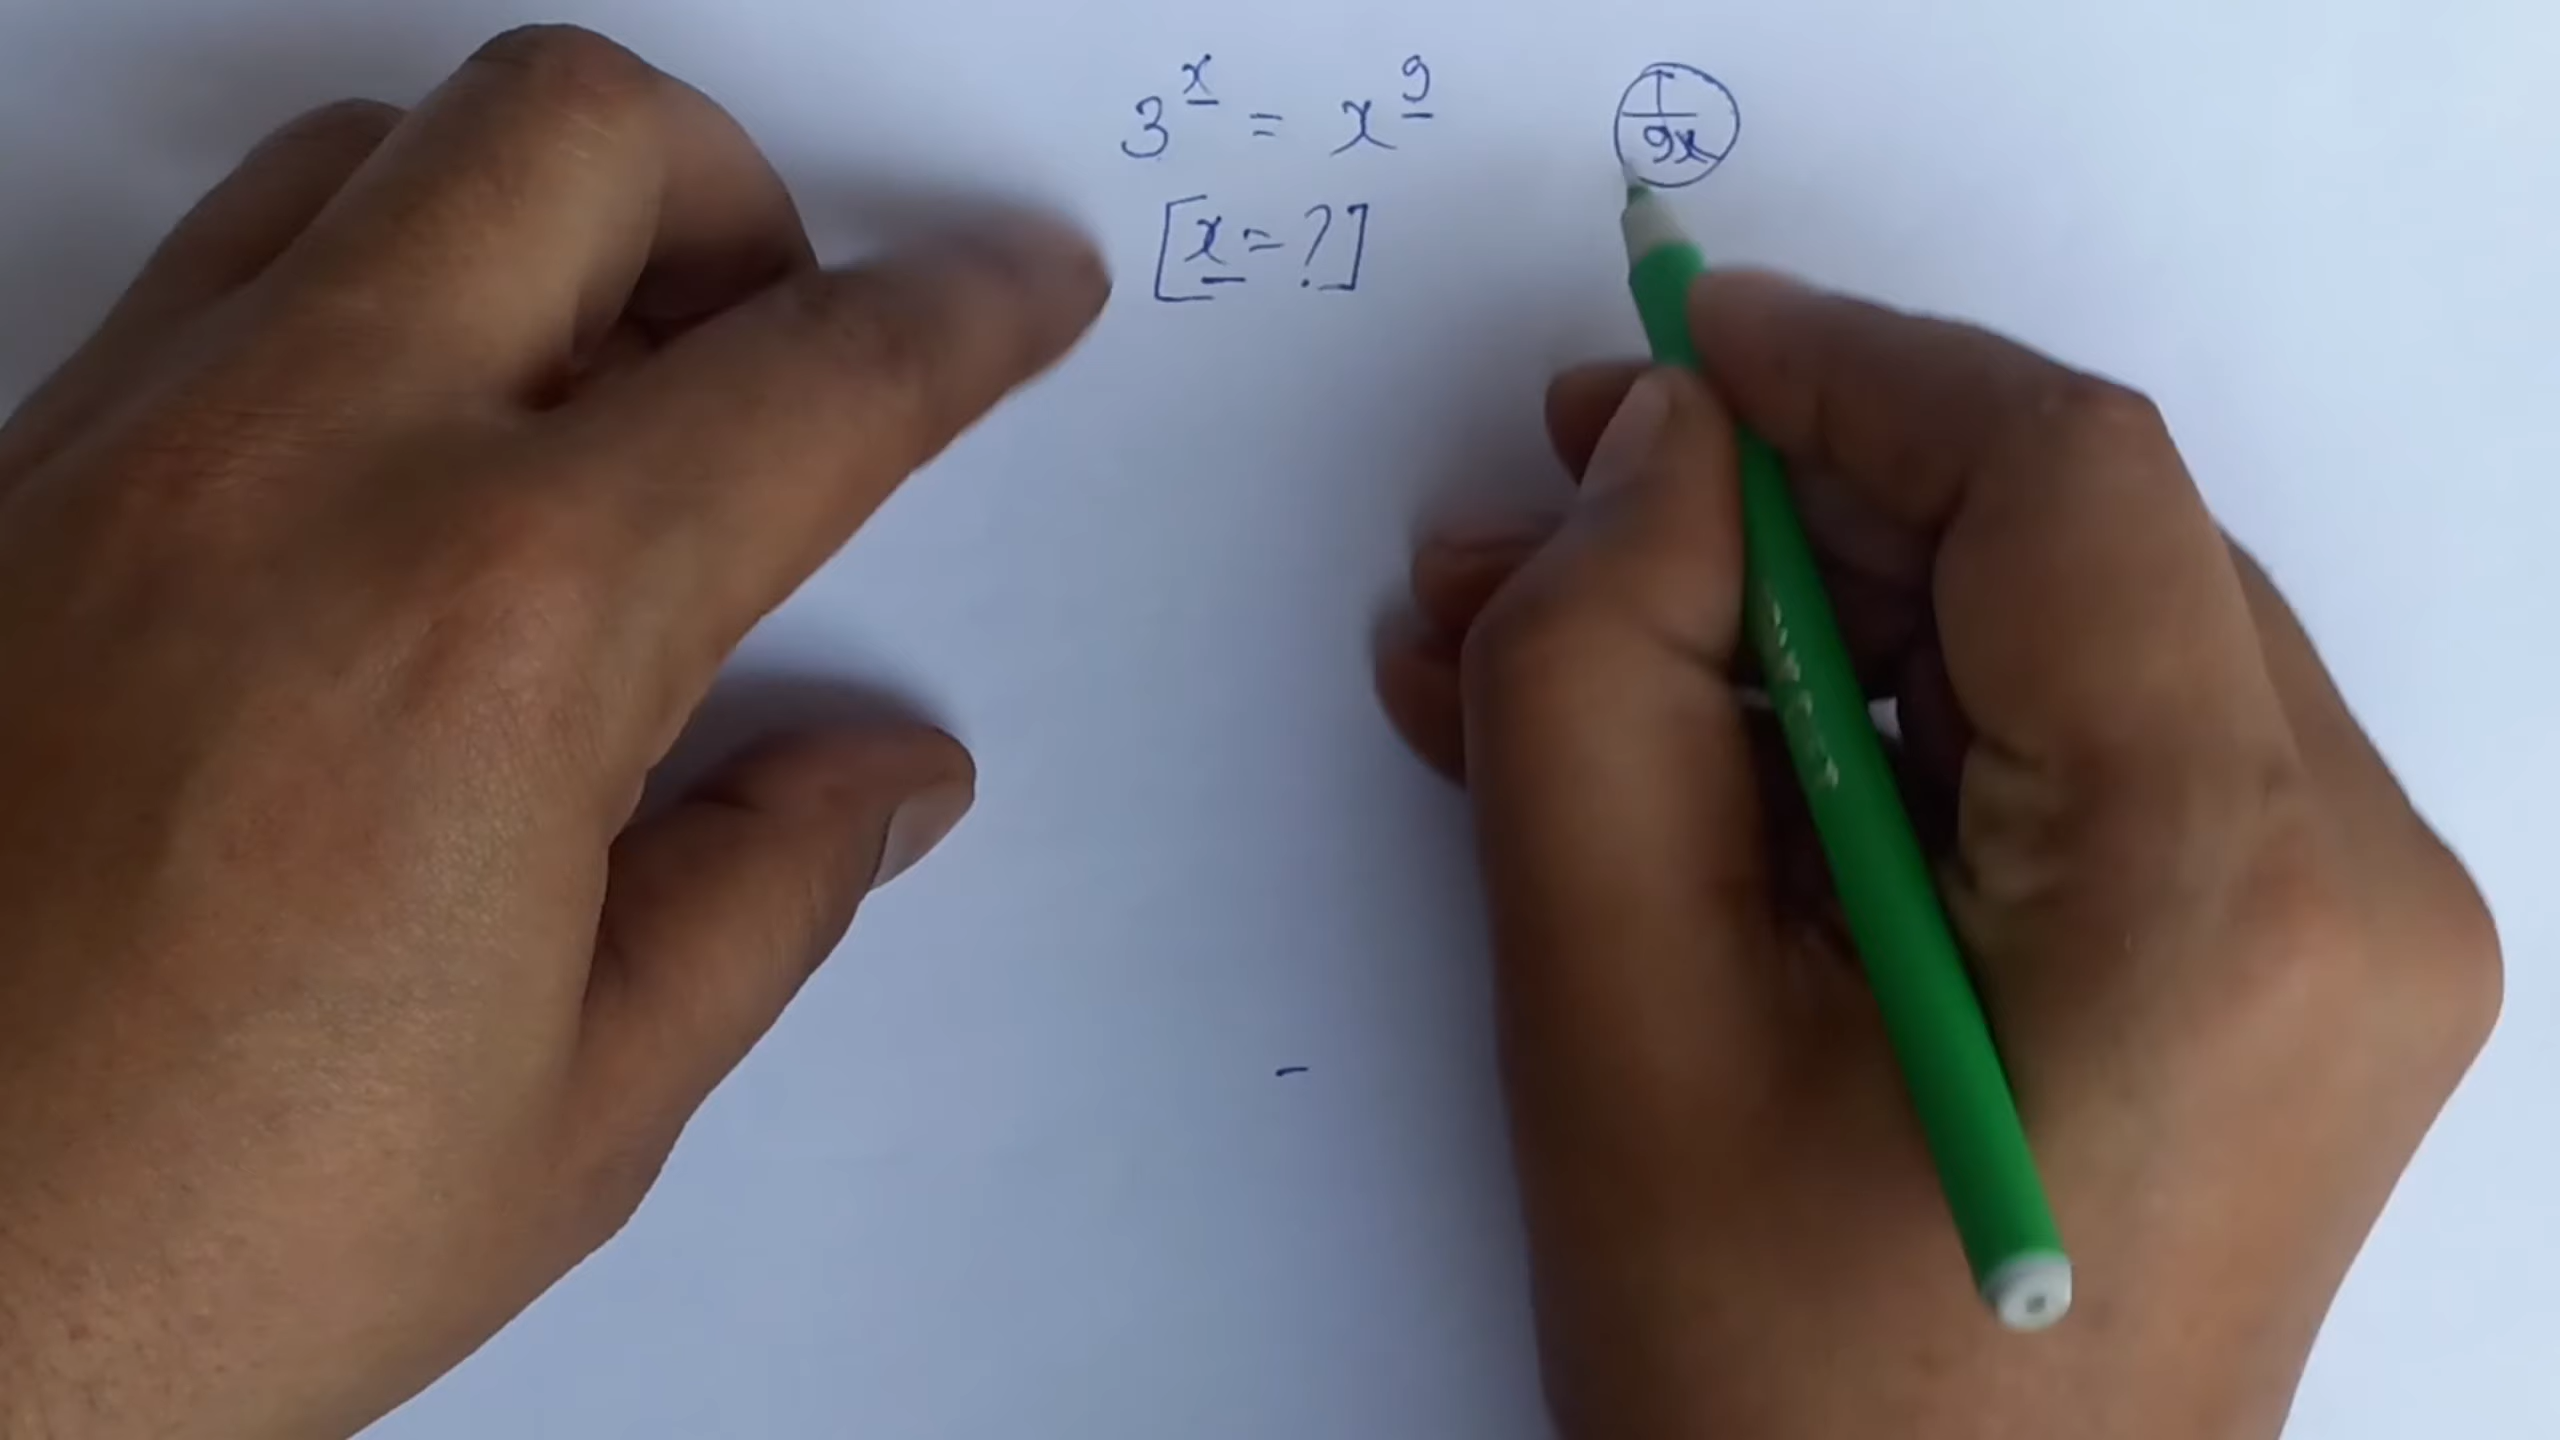 3^x = x^9
1/9x
[x = ?]
-